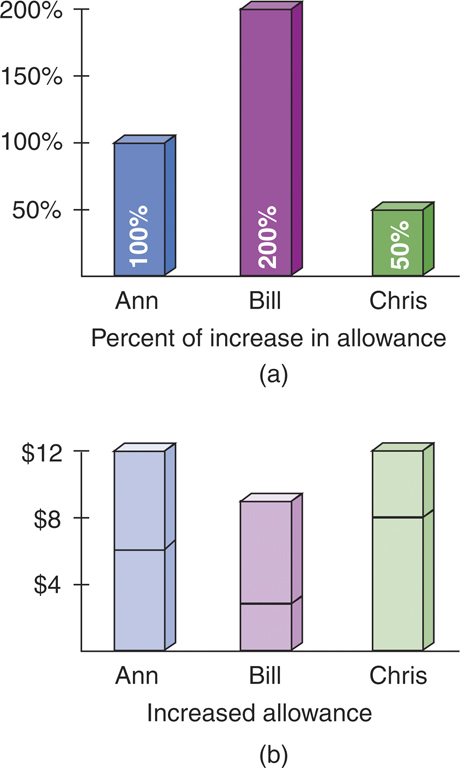 200%
150%
100%
50%
100%
200%
50%
Ann Bill Chris
Percent of increase in allowance
(a)
$12
$8
$4
Ann Bill Chris
Increased allowance
(b)